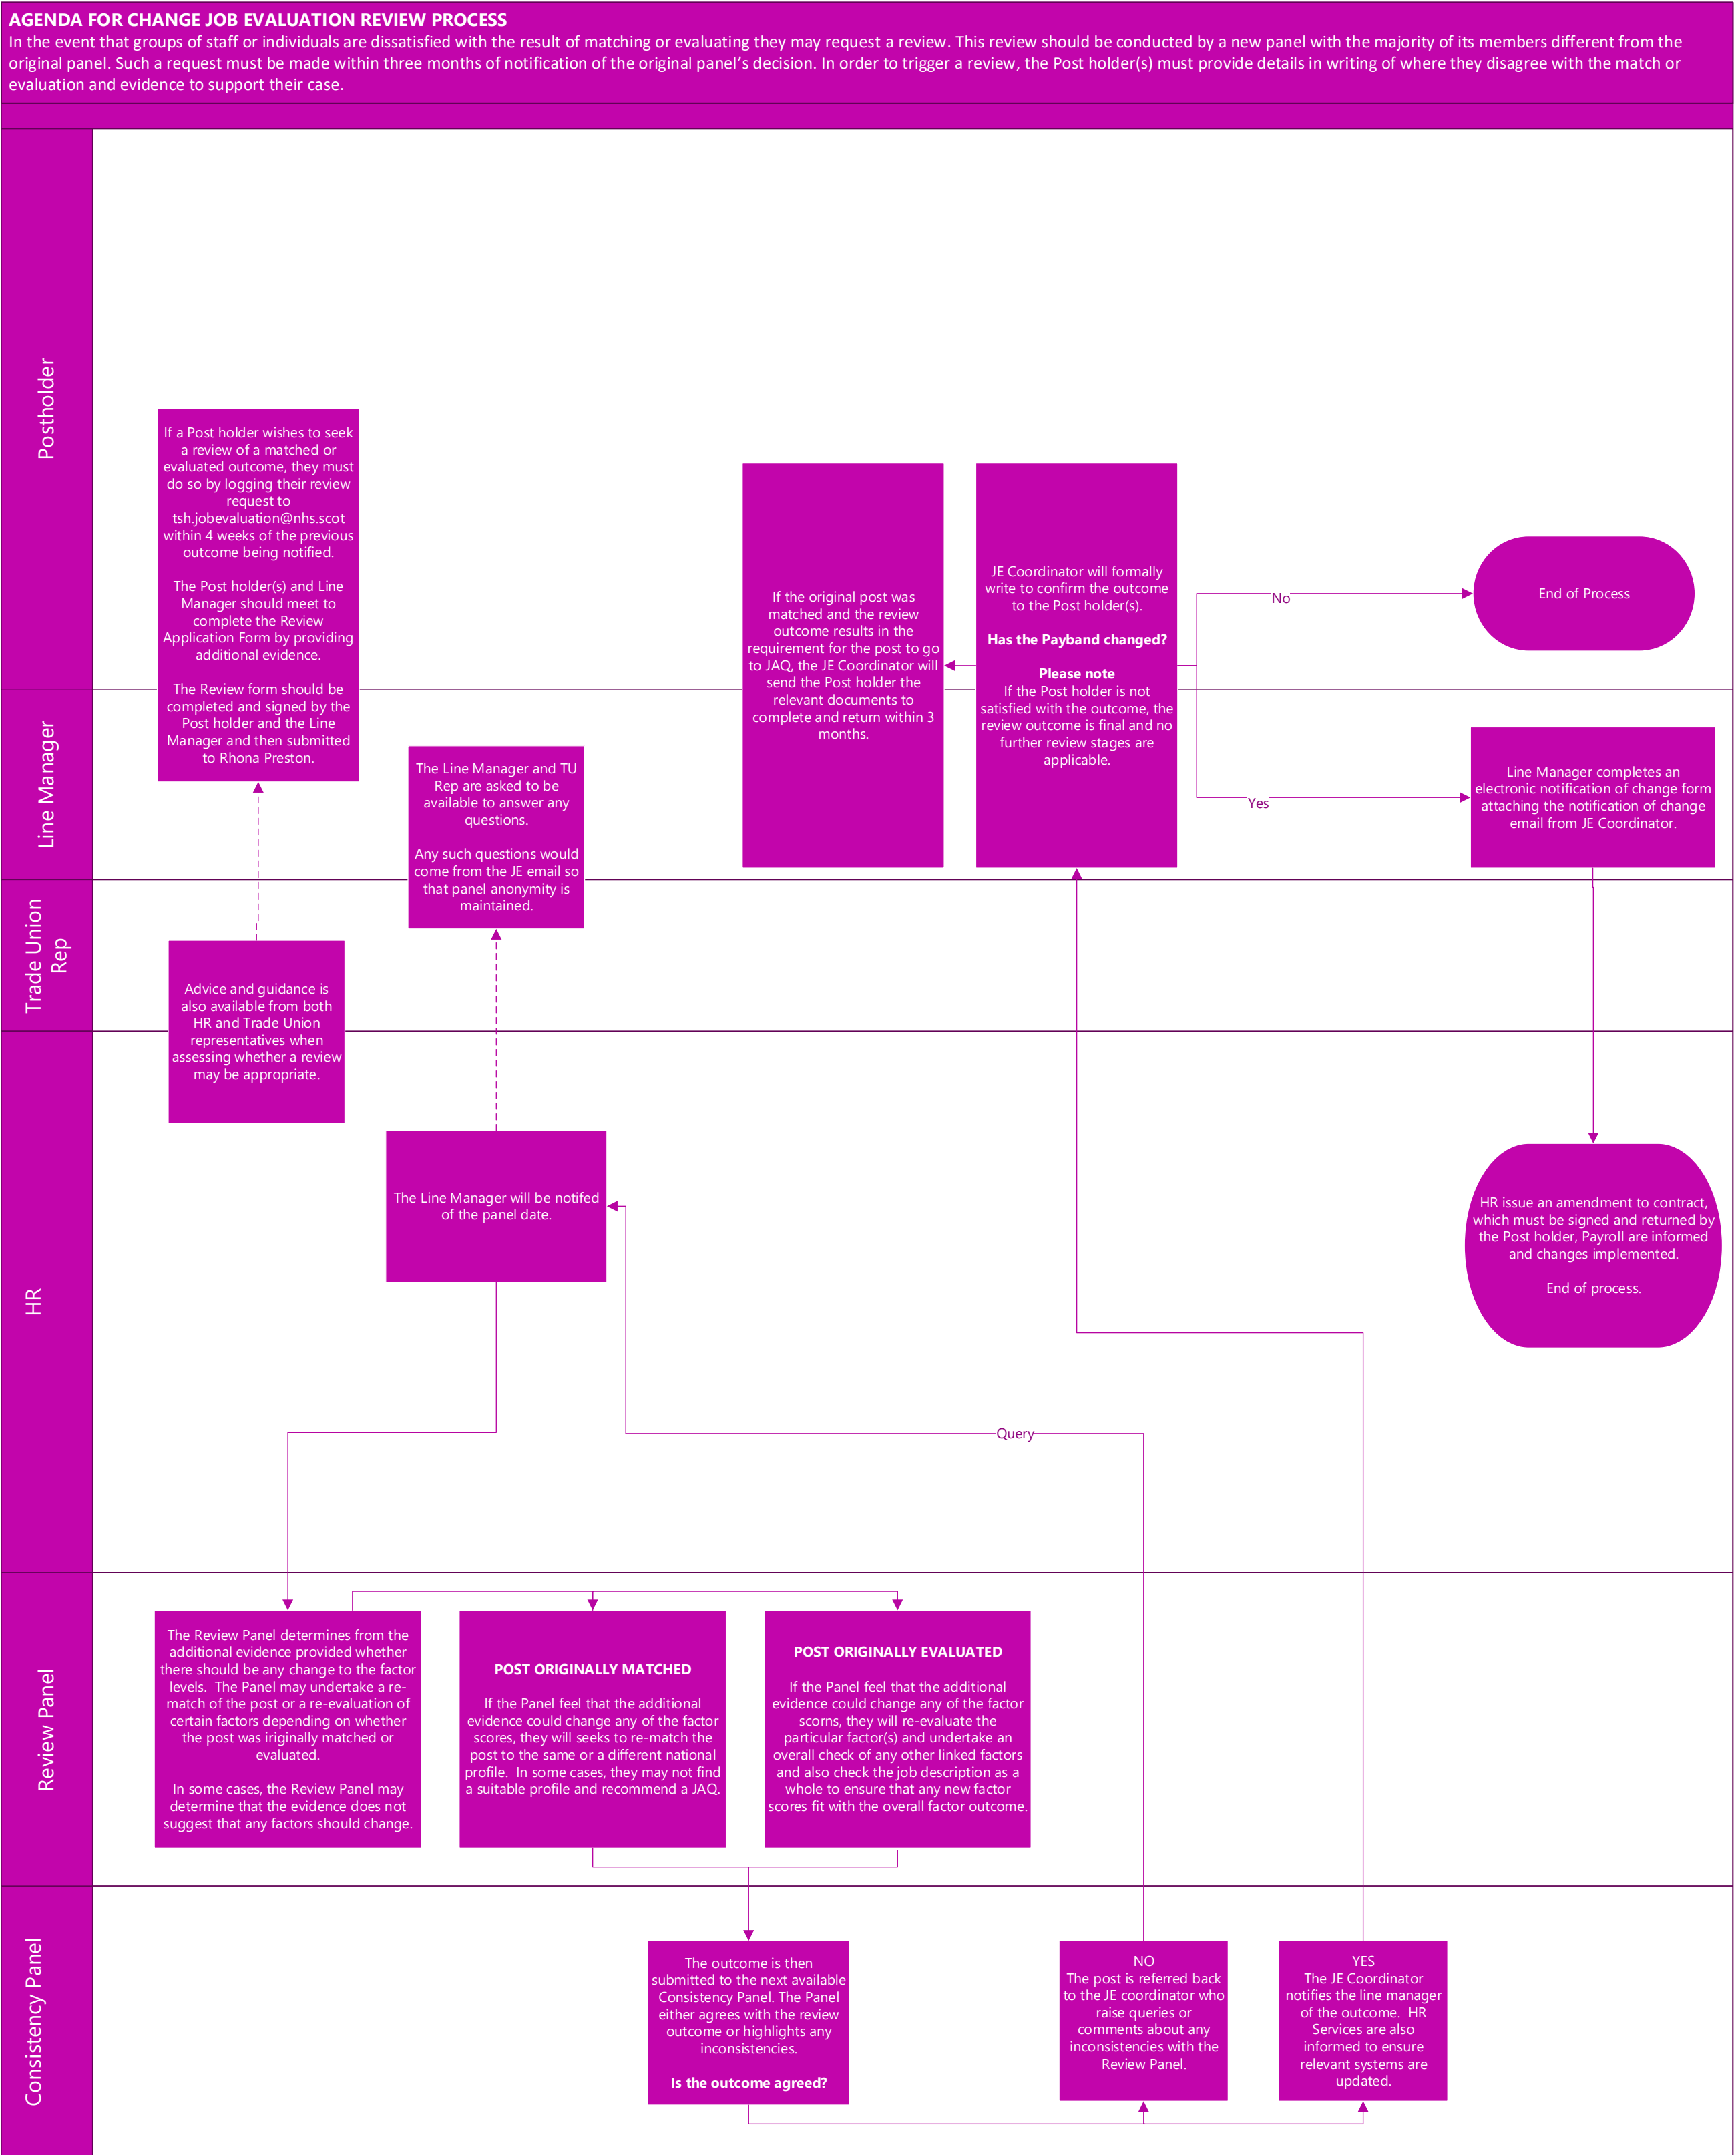 AGENDA FOR CHANGE JOB EVALUATION REVIEW PROCESS
In the event that groups of staff or individuals are dissatisfied with the result of matching or evaluating they may request a review. This review should be conducted by a new panel with the majority of its members different from the
original panel. Such a request must be made within three months of notification of the original panel’s decision. In order to trigger a review, the Post holder(s) must provide details in writing of where they disagree with the match or
evaluation and evidence to support their case.
Postholder
If a Post holder wishes to seek
a review of a matched or
evaluated outcome, they must
do so by logging their review
request to
tsh.jobevaluation@nhs.scot
within 4 weeks of the previous
outcome being notified.
The Post holder(s) and Line
Manager should meet to
complete the Review
Application Form by providing
additional evidence.
The Review form should be
completed and signed by the
Post holder and the Line
Manager and then submitted
to Rhona Preston.
If the original post was
matched and the review
outcome results in the
requirement for the post to go
to JAQ, the JE Coordinator will
send the Post holder the
relevant documents to
complete and return within 3
months.
JE Coordinator will formally
write to confirm the outcome
to the Post holder(s).
Has the Payband changed?
Please note
If the Post holder is not
satisfied with the outcome, the
review outcome is final and no
further review stages are
applicable.
No
End of Process
Line Manager
The Line Manager and TU
Rep are asked to be
available to answer any
questions.
Any such questions would
come from the JE email so
that panel anonymity is
maintained.
Yes
Line Manager completes an
electronic notification of change form
attaching the notification of change
email from JE Coordinator.
Trade Union
Rep
Advice and guidance is
also available from both
HR and Trade Union
representatives when
assessing whether a review
may be appropriate.
HR
The Line Manager will be notifed
of the panel date.
HR issue an amendment to contract,
which must be signed and returned by
the Post holder, Payroll are informed
and changes implemented.
End of process.
Query
Review Panel
The Review Panel determines from the
additional evidence provided whether
there should be any change to the factor
levels.  The Panel may undertake a re-
match of the post or a re-evaluation of
certain factors depending on whether
the post was iriginally matched or
evaluated.
In some cases, the Review Panel may
determine that the evidence does not
suggest that any factors should change.
POST ORIGINALLY MATCHED
If the Panel feel that the additional
evidence could change any of the factor
scores, they will seeks to re-match the
post to the same or a different national
profile.  In some cases, they may not find
a suitable profile and recommend a JAQ.
POST ORIGINALLY EVALUATED
If the Panel feel that the additional
evidence could change any of the factor
scorns, they will re-evaluate the
particular factor(s) and undertake an
overall check of any other linked factors
and also check the job description as a
whole to ensure that any new factor
scores fit with the overall factor outcome.
Consistency Panel
The outcome is then
submitted to the next available
Consistency Panel. The Panel
either agrees with the review
outcome or highlights any
inconsistencies.
Is the outcome agreed?
NO
The post is referred back
to the JE coordinator who
raise queries or
comments about any
inconsistencies with the
Review Panel.
YES
The JE Coordinator
notifies the line manager
of the outcome.  HR
Services are also
informed to ensure
relevant systems are
updated.